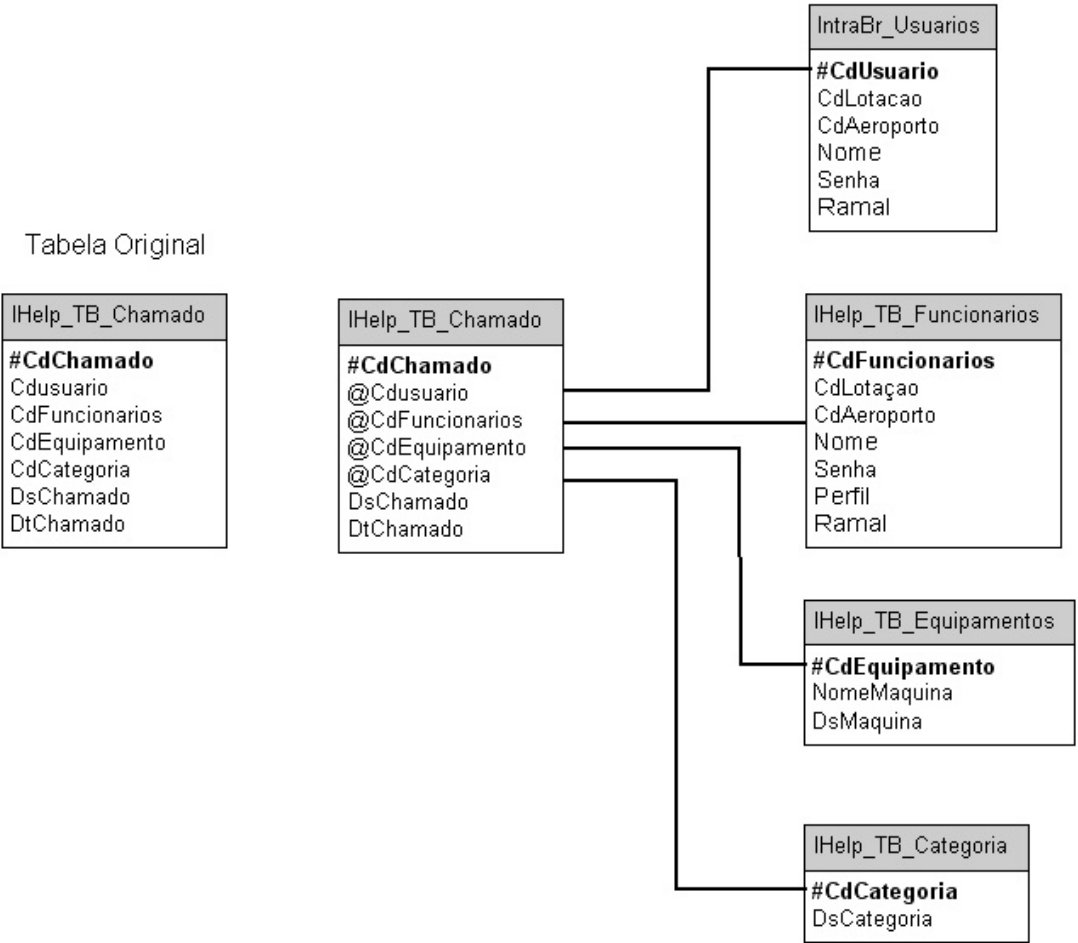 Tabela Original
IHelp_TB_Chamado
#CdChamado
Cdusuario
CdFuncionarios
CdEquipamento
CdCategoria
DsChamado
DtChamado
IHelp_TB_Chamado
#CdChamado
@Cdusuario
@CdFuncionarios
@CdEquipamento
@CdCategoria
DsChamado
DtChamado
IntraBr_Usuarios
#CdUsuario
CdLotacao
CdAeroporto
Nome
Senha
Ramal
IHelp_TB_Funcionarios
#CdFuncionarios
CdLotaçao
CdAeroporto
Nome
Senha
Perfil
Ramal
IHelp_TB_Equipamentos
#CdEquipamento
NomeMaquina
DsMaquina
IHelp_TB_Categoria
#CdCategoria
DsCategoria